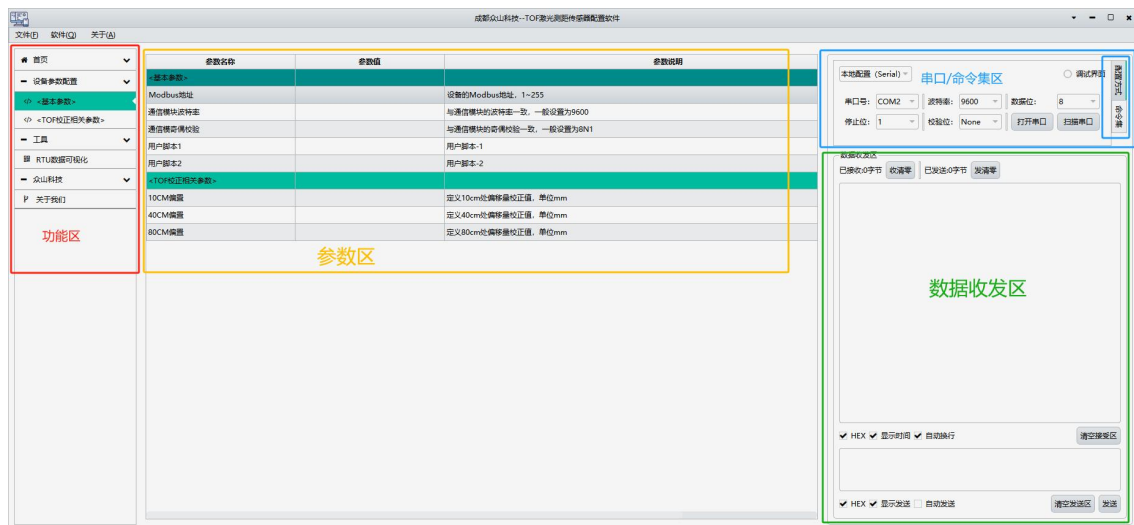 成都众山科技--TOF激光测距传感器配置软件
文件(F) 软件(Q) 关于(A)
首页
设备参数配置
<基本参数>
<TOF校正相关参数>
工具
RTU数据可视化
众山科技
关于我们
功能区
参数名称 参数值 参数说明
<基本参数>
Modbus地址 设备的Modbus地址，1~255
通信模块波特率 与通信模块的波特率一致，一般设置为9600
通信模块奇偶校验 与通信模块的奇偶校验一致，一般设置为8N1
用户脚本1 用户脚本-1
用户脚本2 用户脚本-2
<TOF校正相关参数>
10CM偏置 定义10cm处偏移量校正值，单位mm
40CM偏置 定义40cm处偏移量校正值，单位mm
80CM偏置 定义80cm处偏移量校正值，单位mm
参数区
本地配置 (Serial) 串口/命令集区 调试界面
串口号: COM2 波特率: 9600 数据位: 8
停止位: 1 校验位: None 打开串口 扫描串口
配置方式
命令集
数据收发区
已接收:0字节 收清零 已发送:0字节 发清零
数据收发区
HEX 显示时间 自动换行 清空接受区
HEX 显示发送 自动发送 清空发送区 发送